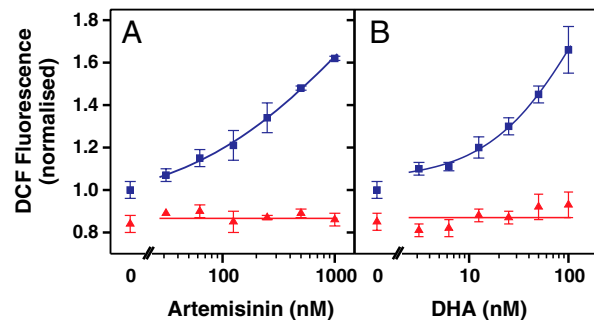 A
B
DCF Fluorescence
(normalised)
1.8
1.6
1.4
1.2
1.0
0.8
0 100 1000
0 10 100
Artemisinin (nM)
DHA (nM)